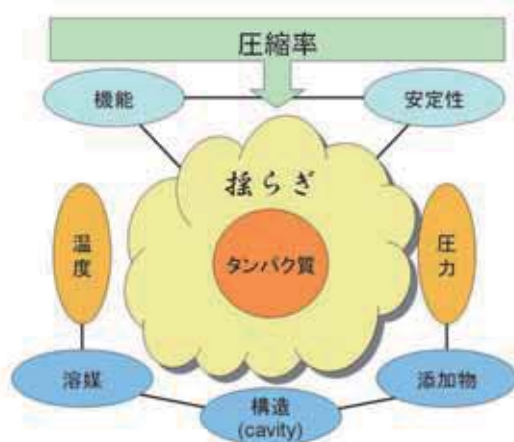 圧縮率
機能
安定性
揺らぎ
温度
タンパク質
圧力
溶媒
添加物
構造
(cavity)